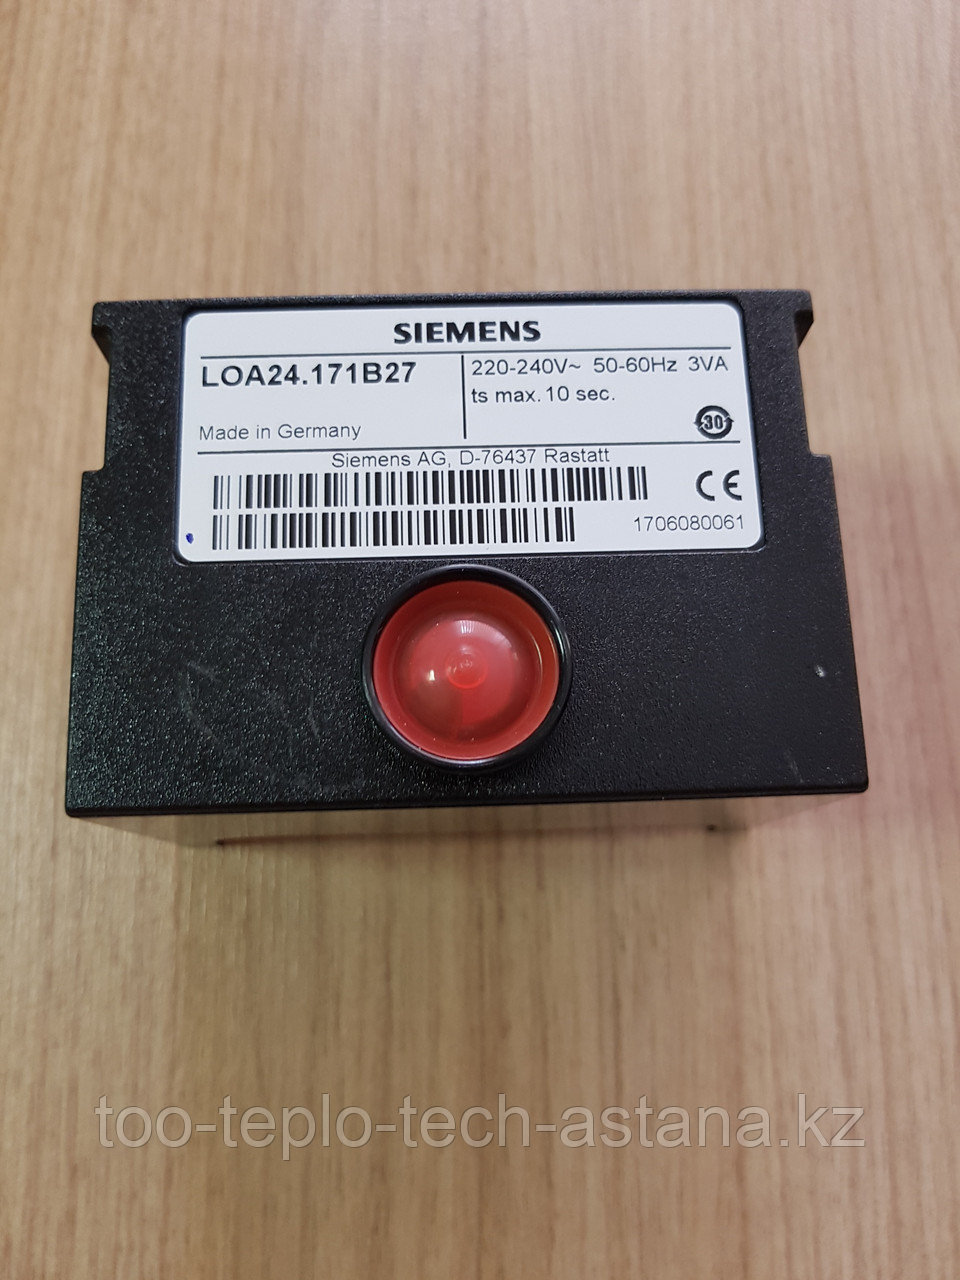 SIEMENS
LOA24.171B27
220-240V~ 50-60Hz 3VA
ts max. 10 sec.
30
Made in Germany
Siemens AG, D-76437 Rastatt
CE
1706080061
too-teplo-tech-astana.kz